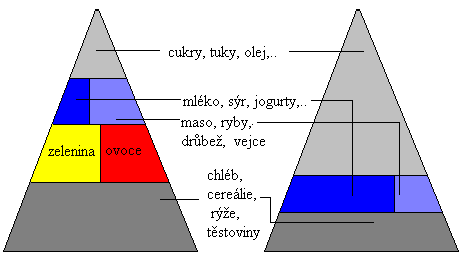 cukry, tuky, olej,..
mléko, sýr, jogurty,..
maso, ryby,.
drůbež, vejce
zelenina
ovoce
chléb,
cereálie,
rýže,
těstoviny